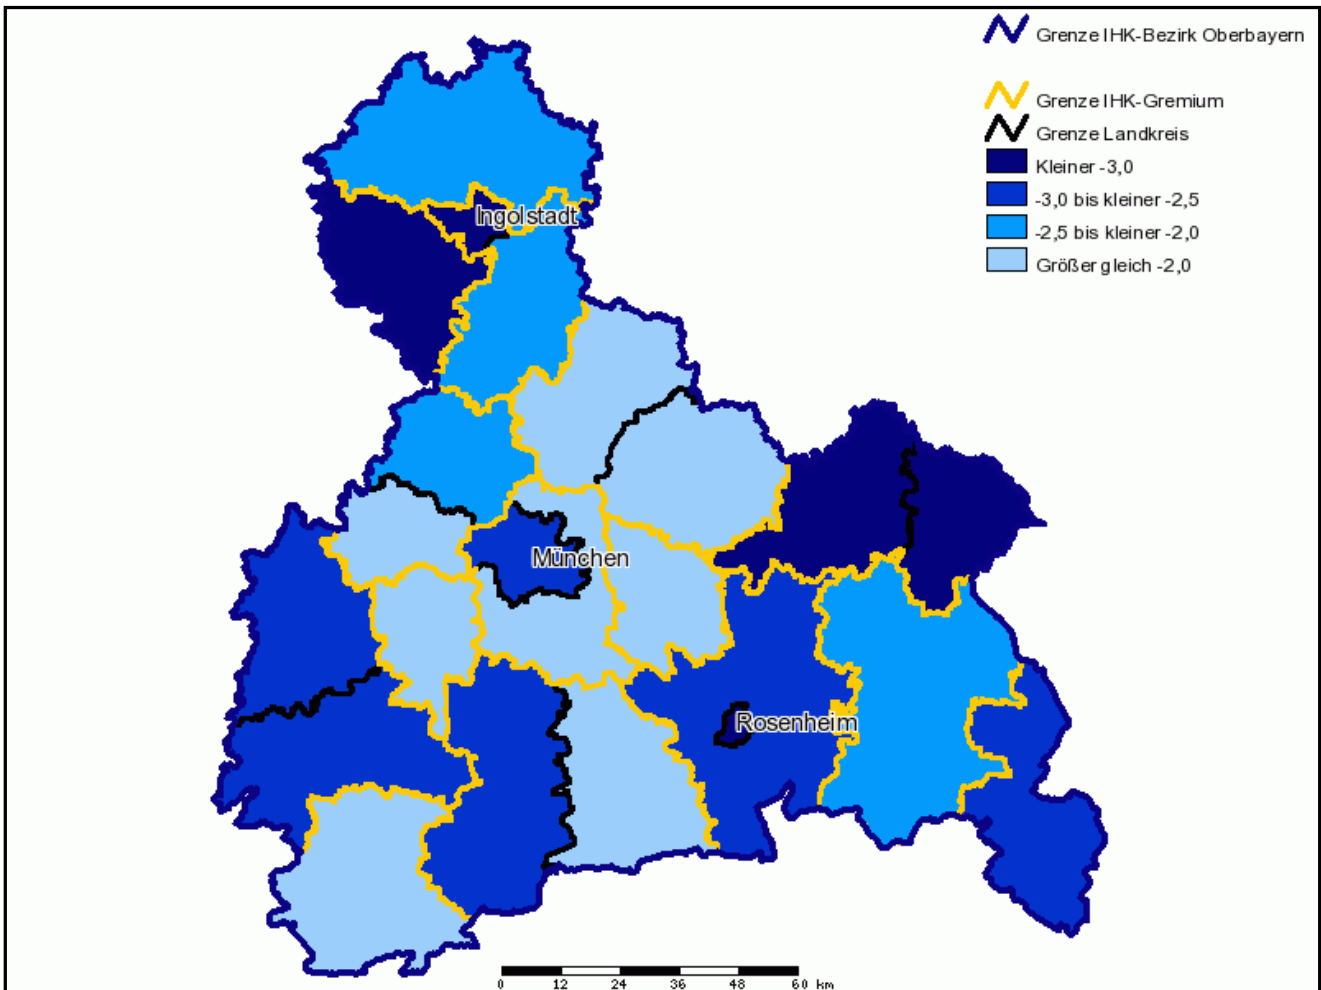 Grenze IHK-Bezirk Oberbayern
Grenze IHK-Gremium
Grenze Landkreis
Kleiner -3,0
-3,0 bis kleiner -2,5
-2,5 bis kleiner -2,0
Größer gleich -2,0
Ingolstadt
München
Rosenheim
0 12 24 36 48 60 km